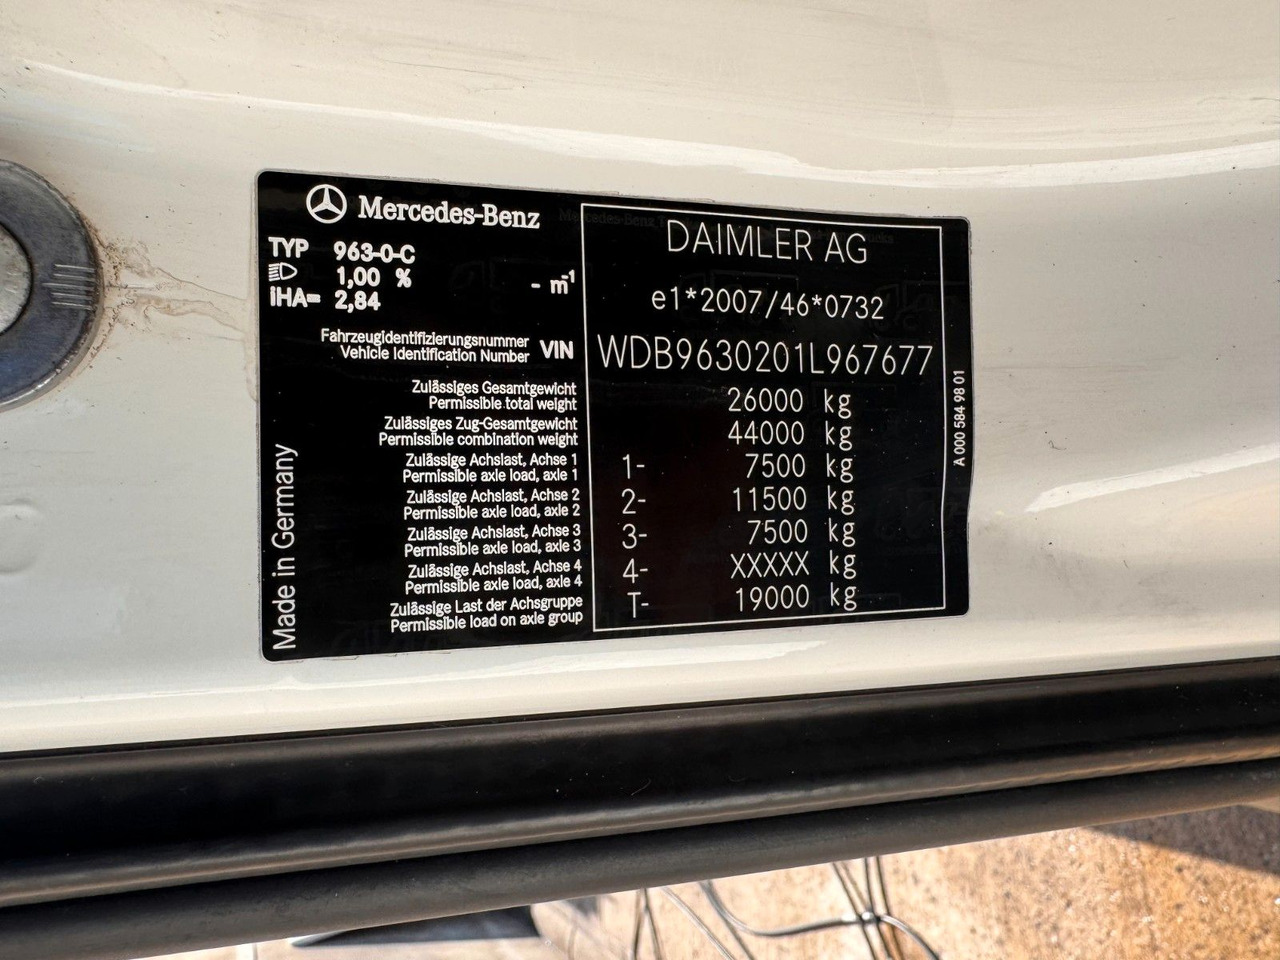 Mercedes-Benz
TYP 963-0-C
1,00 % - m-1
iHA= 2,84
DAIMLER AG
e1*2007/46*0732
Fahrzeugidentifizierungsnummer
Vehicle Identification Number VIN WDB9630201L967677
Zulässiges Gesamtgewicht
Permissible total weight 26000 kg
Zulässiges Zug-Gesamtgewicht
Permissible combination weight 44000 kg
Zulässige Achslast, Achse 1
Permissible axle load, axle 1 1- 7500 kg
Zulässige Achslast, Achse 2
Permissible axle load, axle 2 2- 11500 kg
Zulässige Achslast, Achse 3
Permissible axle load, axle 3 3- 7500 kg
Zulässige Achslast, Achse 4
Permissible axle load, axle 4 4- XXXXX kg
Zulässige Last der Achsgruppe
Permissible load on axle group T- 19000 kg
Made in Germany
A 000 584 98 01